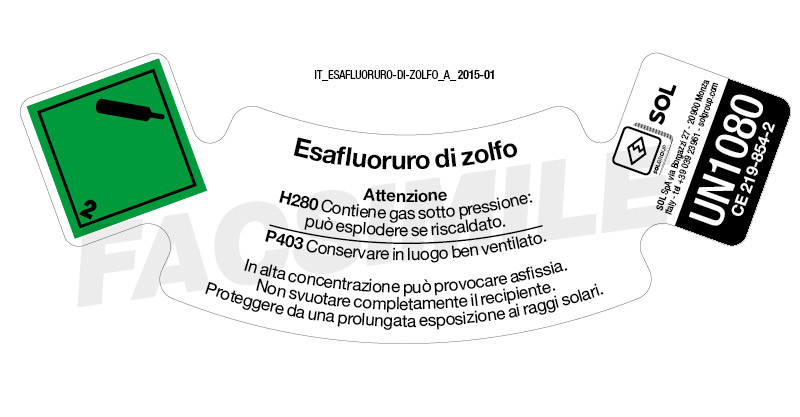 IT_ESAFLUORURO-DI-ZOLFO_A_ 2015-01
2
Esafluoruro di zolfo
Attenzione
H280 Contiene gas sotto pressione:
può esplodere se riscaldato.
P403 Conservare in luogo ben ventilato.
In alta concentrazione può provocare asfissia.
Non svuotare completamente il recipiente.
Proteggere da una prolungata esposizione ai raggi solari.
FACSIMILE
SOLGROUP
SOL
SOL SpA via Borgazzi 27 - 20900 Monza
Italy - tel +39 039 23961 - solgroup.com
UN1080
CE 219-854-2